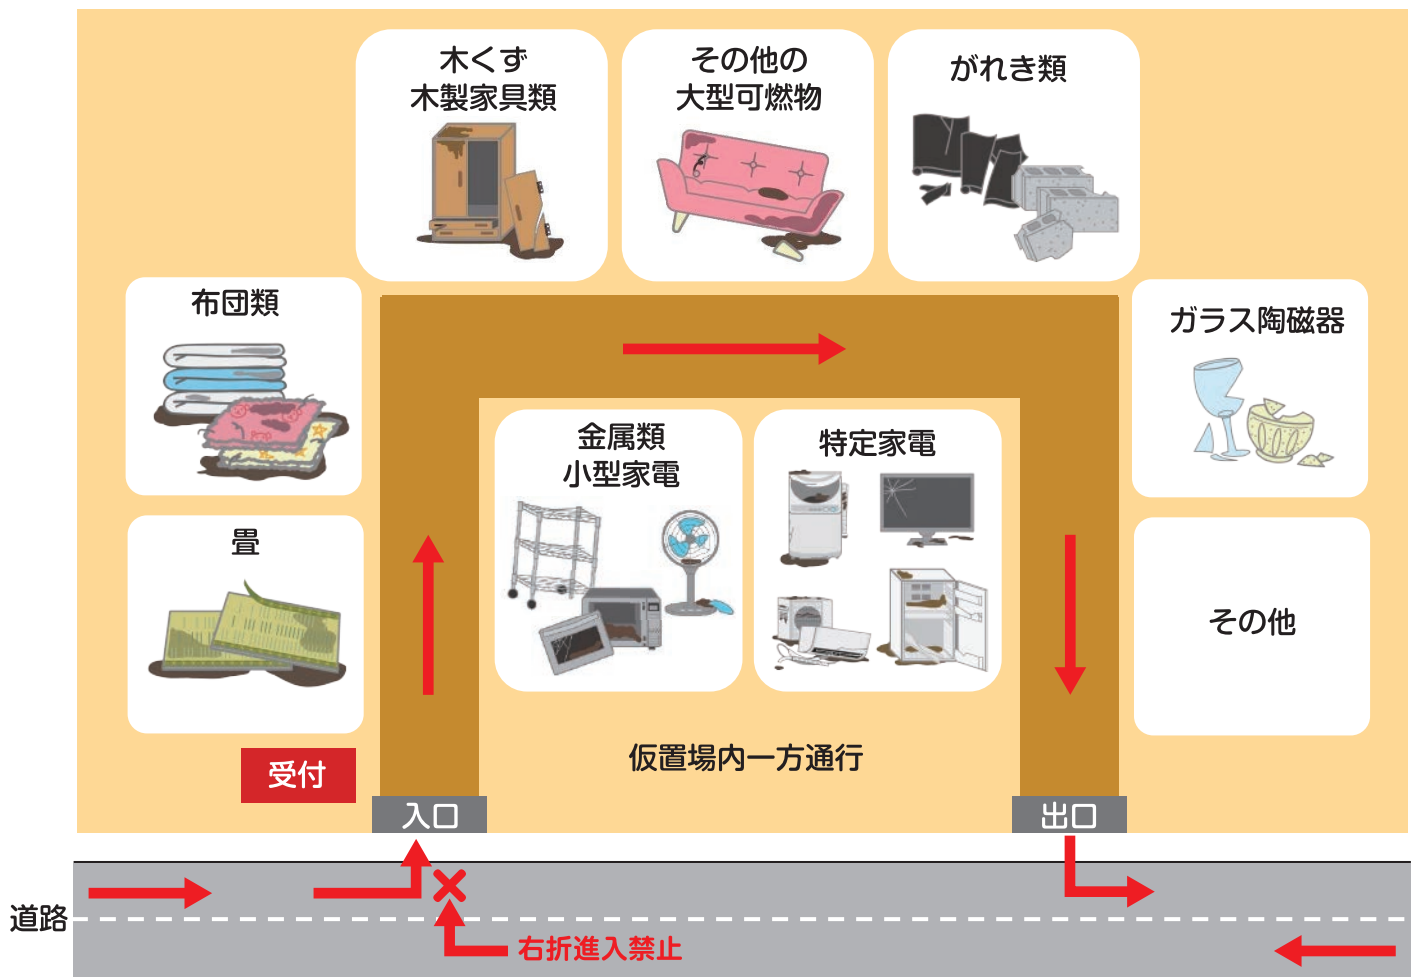 木くず
木製家具類
その他の
大型可燃物
がれき類
布団類
ガラス陶磁器
金属類
小型家電
特定家電
畳
その他
仮置場内一方通行
受付
入口
出口
道路
右折進入禁止